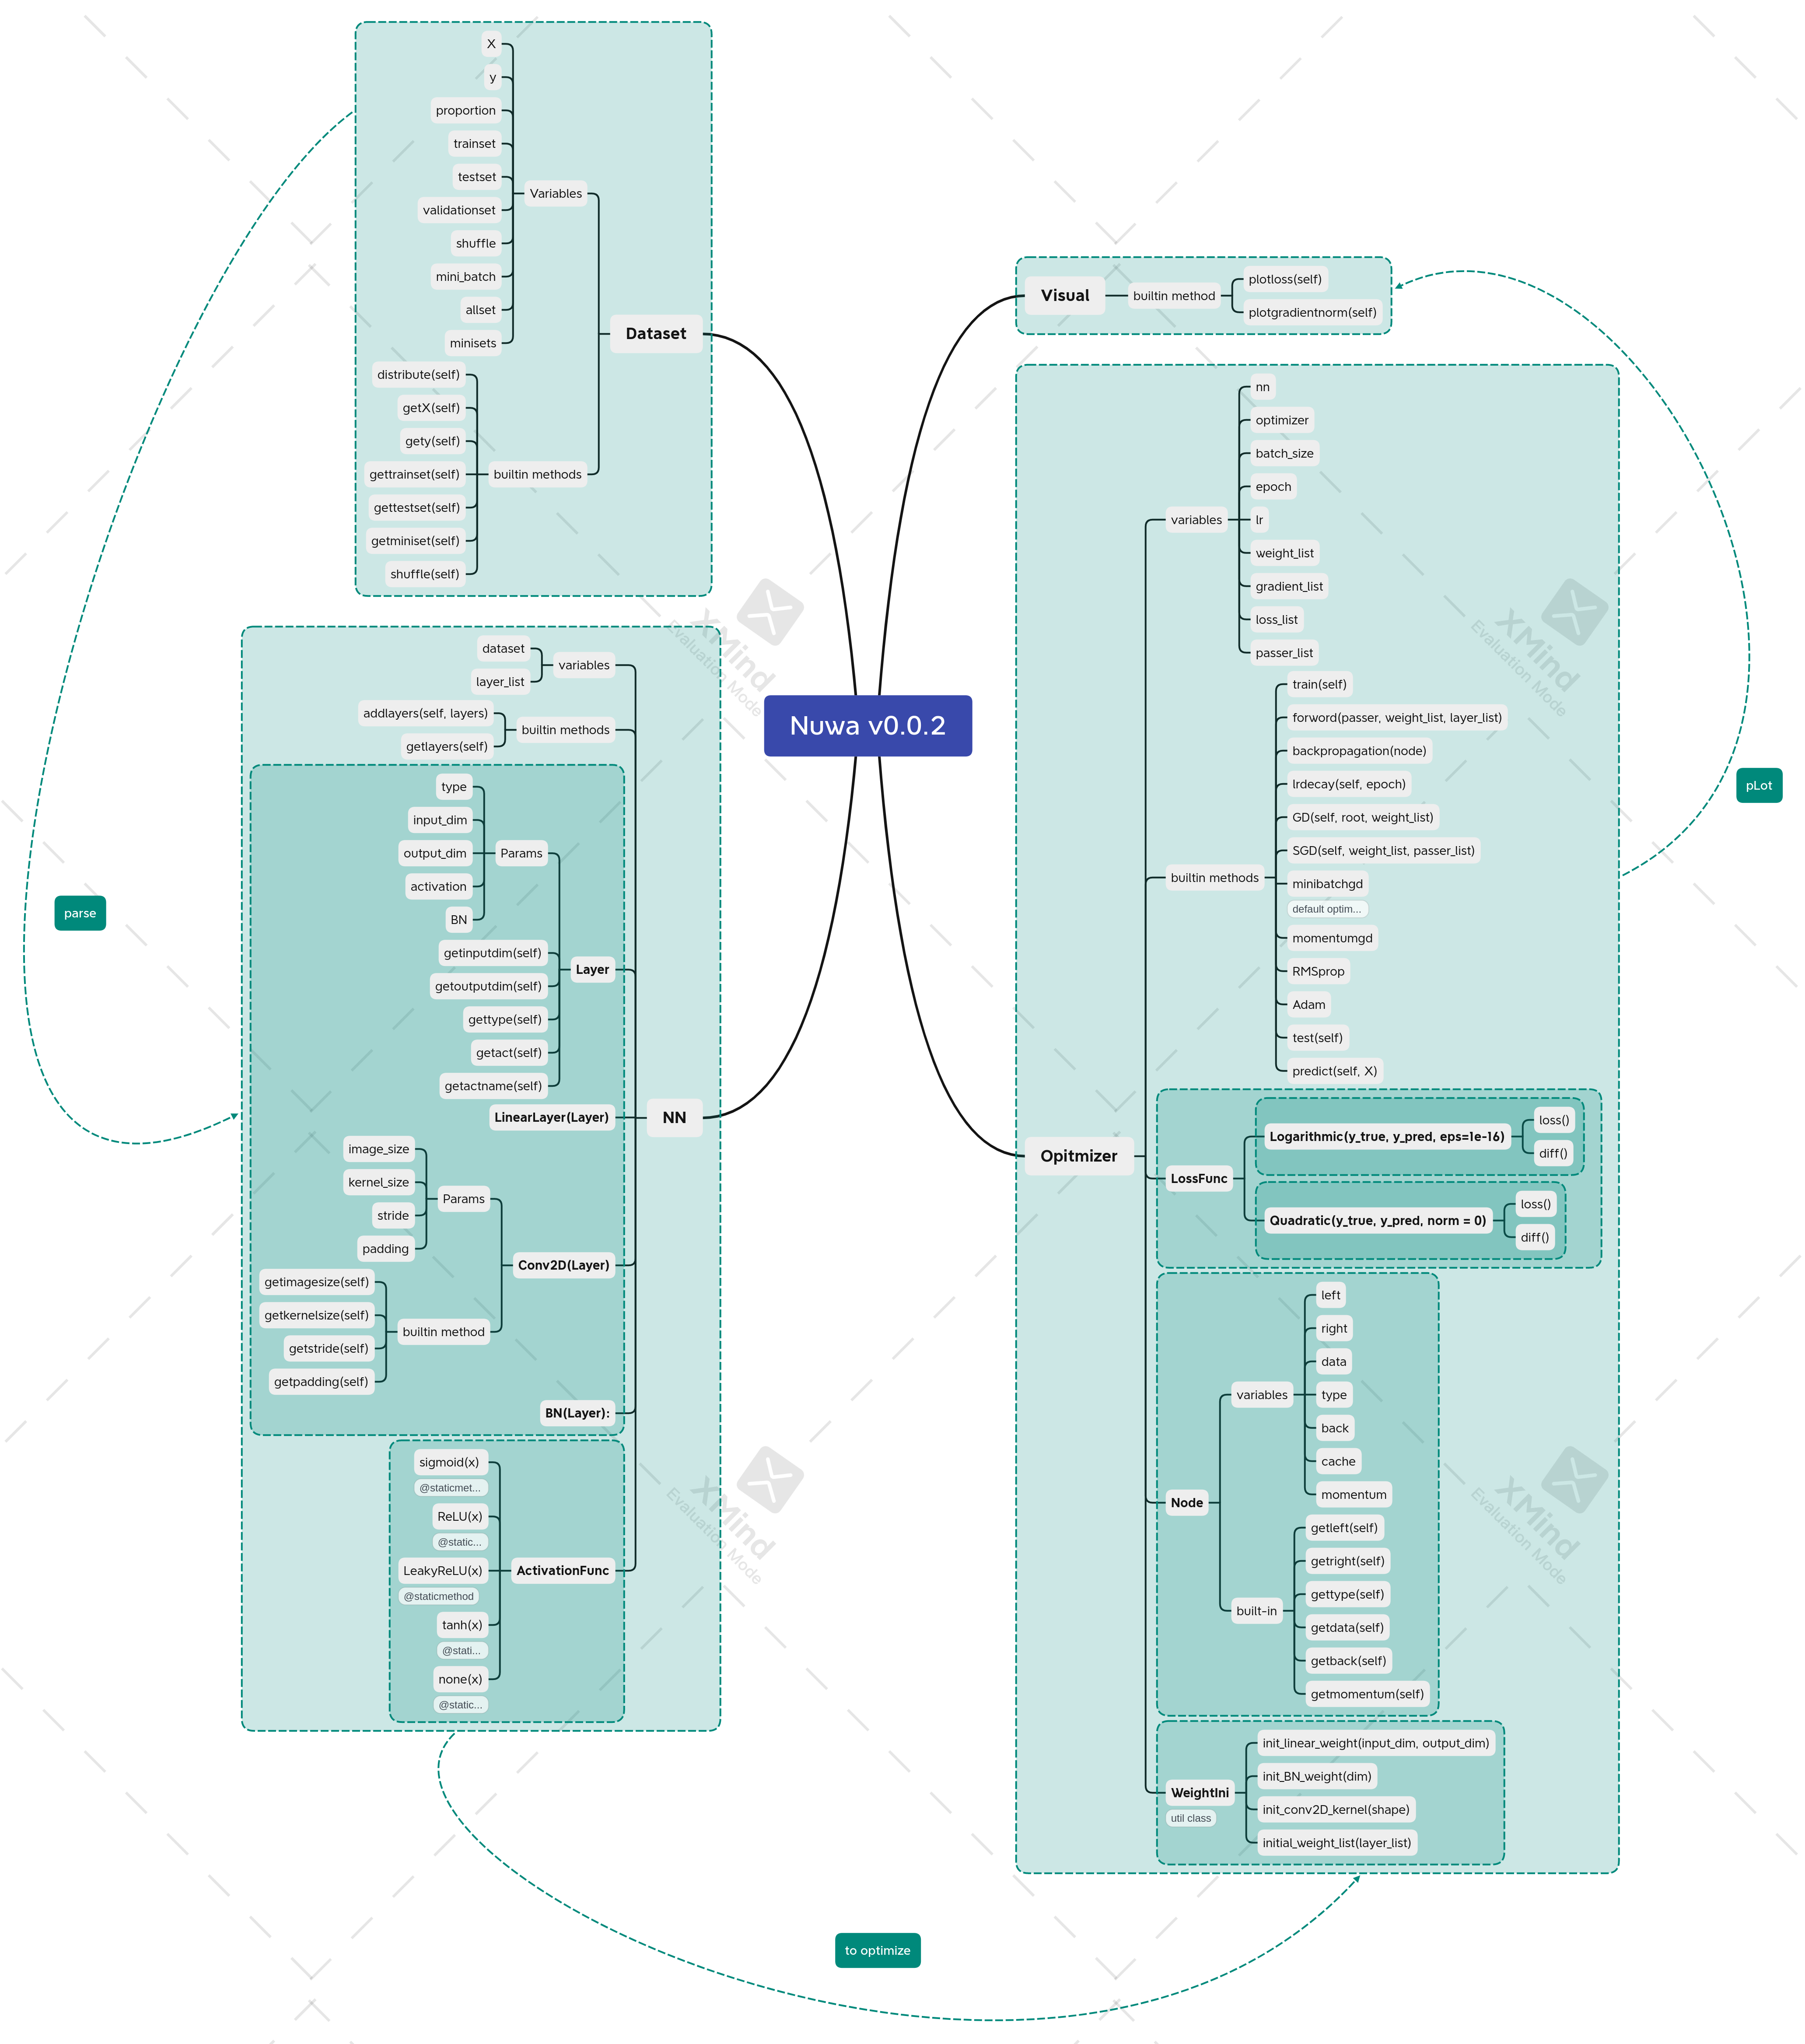 Nuwa v0.0.2
Dataset
Variables
X
y
proportion
trainset
testset
validationset
shuffle
mini_batch
allset
minisets
builtin methods
distribute(self)
getX(self)
gety(self)
gettrainset(self)
gettestset(self)
getminiset(self)
shuffle(self)
parse
NN
variables
dataset
layer_list
builtin methods
addlayers(self, layers)
getlayers(self)
Layer
Params
type
input_dim
output_dim
activation
BN
getinputdim(self)
getoutputdim(self)
gettype(self)
getact(self)
getactname(self)
LinearLayer(Layer)
Conv2D(Layer)
Params
image_size
kernel_size
stride
padding
builtin method
getimagesize(self)
getkernelsize(self)
getstride(self)
getpadding(self)
BN(Layer):
ActivationFunc
sigmoid(x)
@staticmet...
ReLU(x)
@static...
LeakyReLU(x)
@staticmethod
tanh(x)
@stati...
none(x)
@static...
to optimize
Visual
builtin method
plotloss(self)
plotgradientnorm(self)
pLot
Opitmizer
variables
nn
optimizer
batch_size
epoch
lr
weight_list
gradient_list
loss_list
passer_list
builtin methods
train(self)
forword(passer, weight_list, layer_list)
backpropagation(node)
lrdecay(self, epoch)
GD(self, root, weight_list)
SGD(self, weight_list, passer_list)
minibatchgd
default optim...
momentumgd
RMSprop
Adam
test(self)
predict(self, X)
LossFunc
Logarithmic(y_true, y_pred, eps=1e-16)
loss()
diff()
Quadratic(y_true, y_pred, norm = 0)
loss()
diff()
Node
variables
left
right
data
type
back
cache
momentum
built-in
getleft(self)
getright(self)
gettype(self)
getdata(self)
getback(self)
getmomentum(self)
WeightIni
util class
init_linear_weight(input_dim, output_dim)
init_BN_weight(dim)
init_conv2D_kernel(shape)
initial_weight_list(layer_list)
XMind
Evaluation Mode
XMind
Evaluation Mode
XMind
Evaluation Mode
XMind
Evaluation Mode